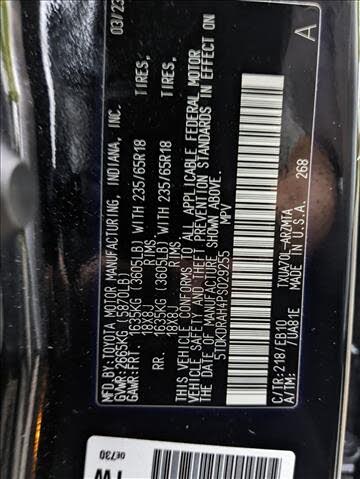 MFD.BY:TOYOTA MOTOR MANUFACTURING, INDIANA, INC. 03/23
GVWR: 2665KG (5870LB)
GAWR:FRT. 1635KG (3605LB) WITH 235/65R18 TIRES,
18X8J RIMS.
RR. 1635KG (3605LB) WITH 235/65R18 TIRES,
18X8J RIMS.
THIS VEHICLE CONFORMS TO ALL APPLICABLE FEDERAL MOTOR
VEHICLE SAFETY AND THEFT PREVENTION STANDARDS IN EFFECT ON
THE DATE OF MANUFACTURE SHOWN ABOVE.
MPV
C/TR:218/FB10 TXUA70L-ARZMTA
A/TM: /UA81E MADE IN U.S.A. 268
A
0E730